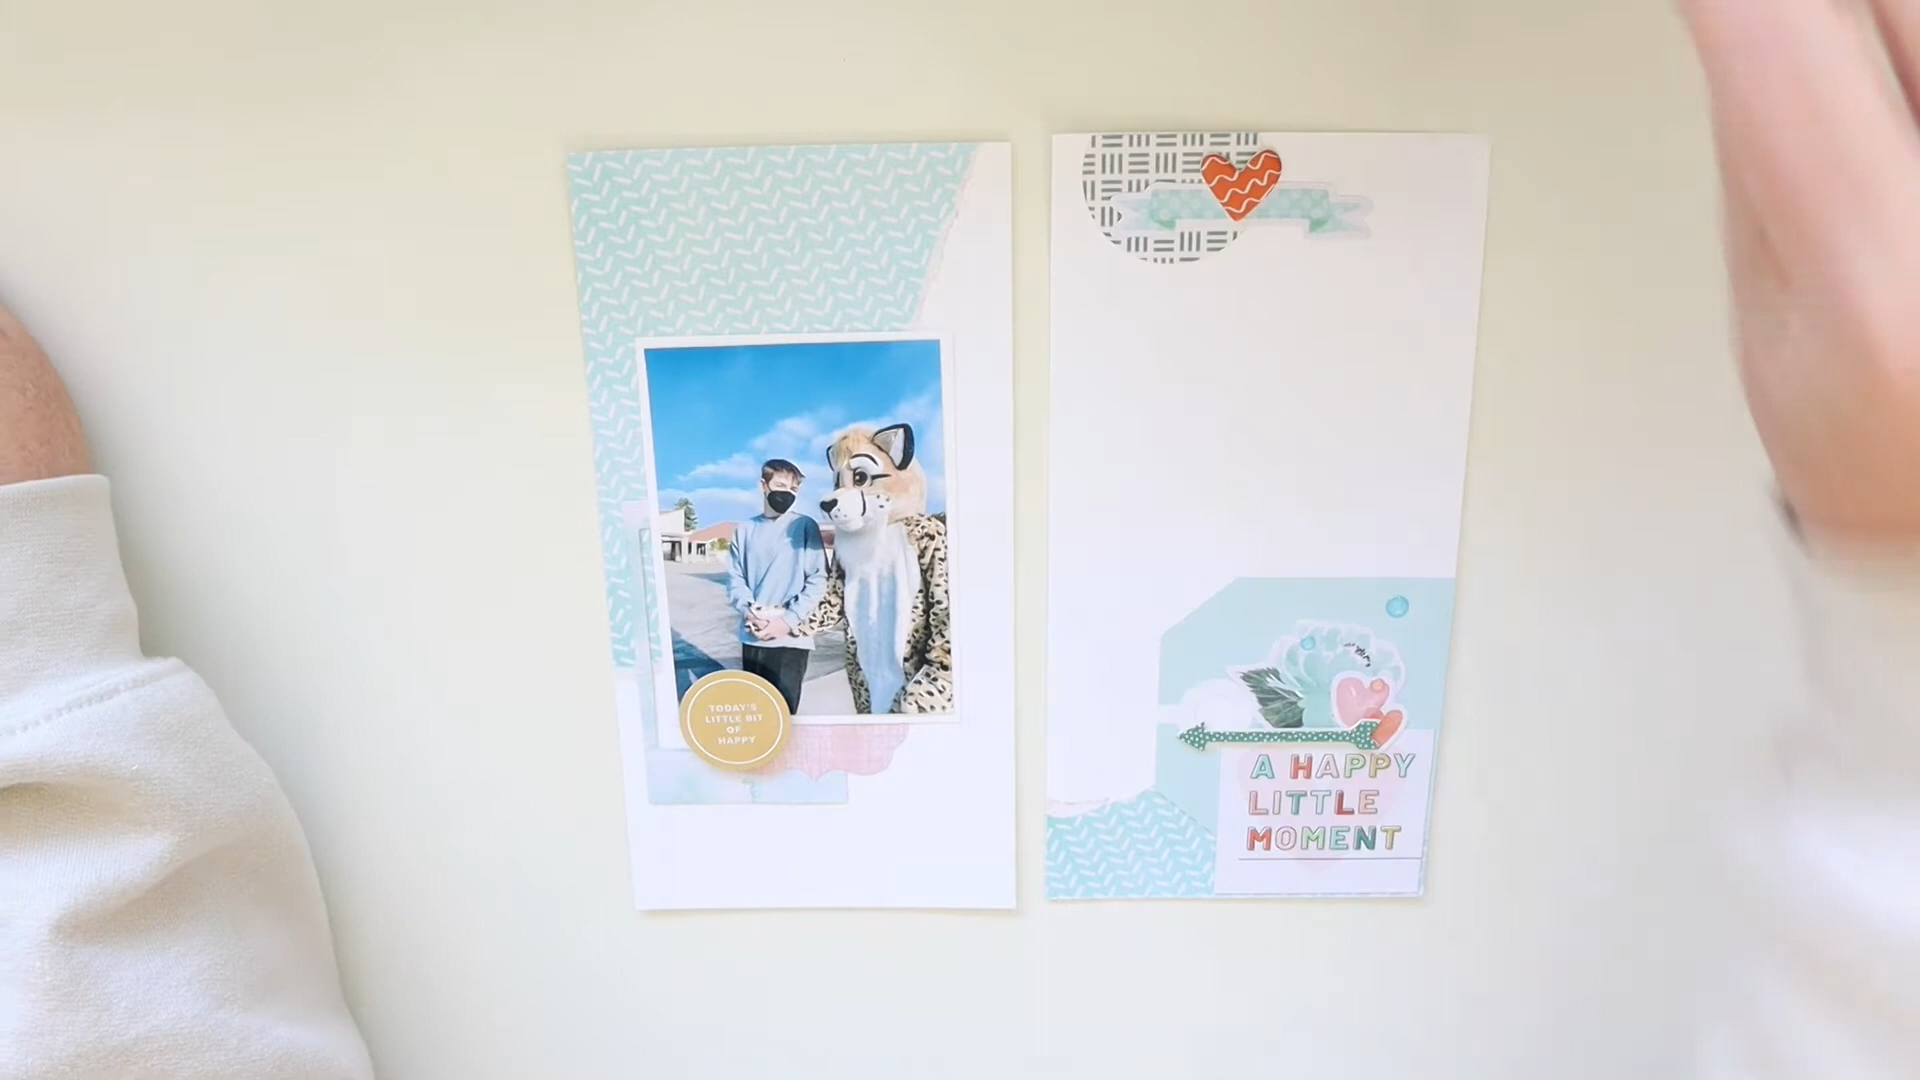 TODAY'S
LITTLE BIT
OF
HAPPY
A HAPPY
LITTLE
MOMENT